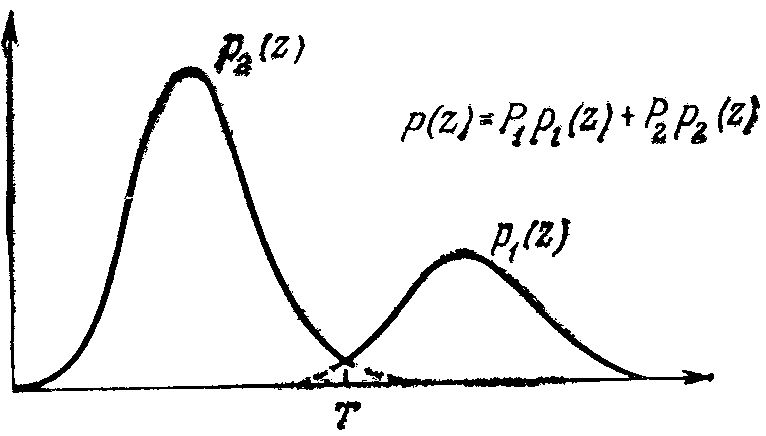 p₂(z)
p(z) = P₁p₁(z) + P₂p₂(z)
p₁(z)
T